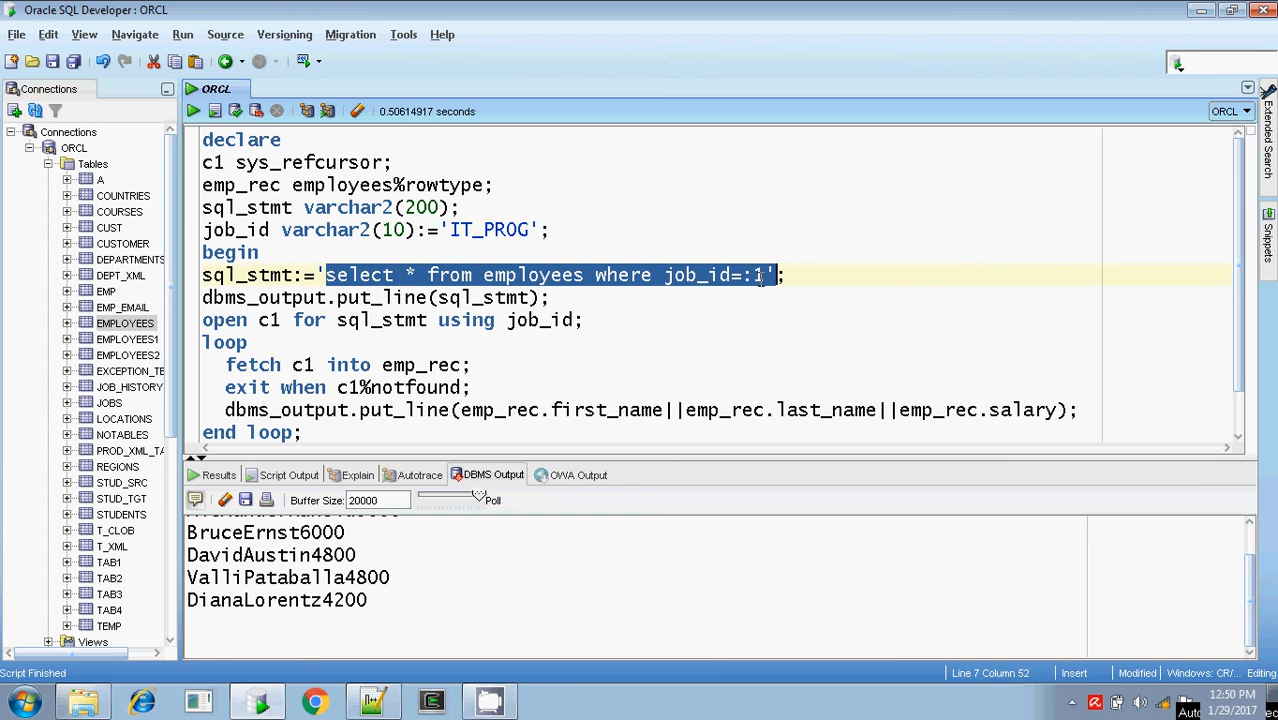 Oracle SQL Developer : ORCL
File Edit View Navigate Run Source Versioning Migration Tools Help
Connections
ORCL
0.50614917 seconds
ORCL
Connections
ORCL
Tables
A
COUNTRIES
COURSES
CUST
CUSTOMER
DEPARTMENTS
DEPT_XML
EMP
EMP_EMAIL
EMPLOYEES
EMPLOYEES1
EMPLOYEES2
EXCEPTION_TE
JOB_HISTORY
JOBS
LOCATIONS
NOTABLES
PROD_XML_TA
REGIONS
STUD_SRC
STUD_TGT
STUDENTS
T_CLOB
T_XML
TAB1
TAB2
TAB3
TAB4
TEMP
Views
declare
c1 sys_refcursor;
emp_rec employees%rowtype;
sql_stmt varchar2(200);
job_id varchar2(10):='IT_PROG';
begin
sql_stmt:='select * from employees where job_id=:1';
dbms_output.put_line(sql_stmt);
open c1 for sql_stmt using job_id;
loop
fetch c1 into emp_rec;
exit when c1%notfound;
dbms_output.put_line(emp_rec.first_name||emp_rec.last_name||emp_rec.salary);
end loop;
Results Script Output Explain Autotrace DBMS Output OWA Output
Buffer Size: 20000 Poll
BruceErnst6000
DavidAustin4800
ValliPataballa4800
DianaLorentz4200
Extended Search
Snippets
Script Finished
Line 7 Column 52 Insert Modified Windows: CR/... Editing
12:50 PM
1/29/2017